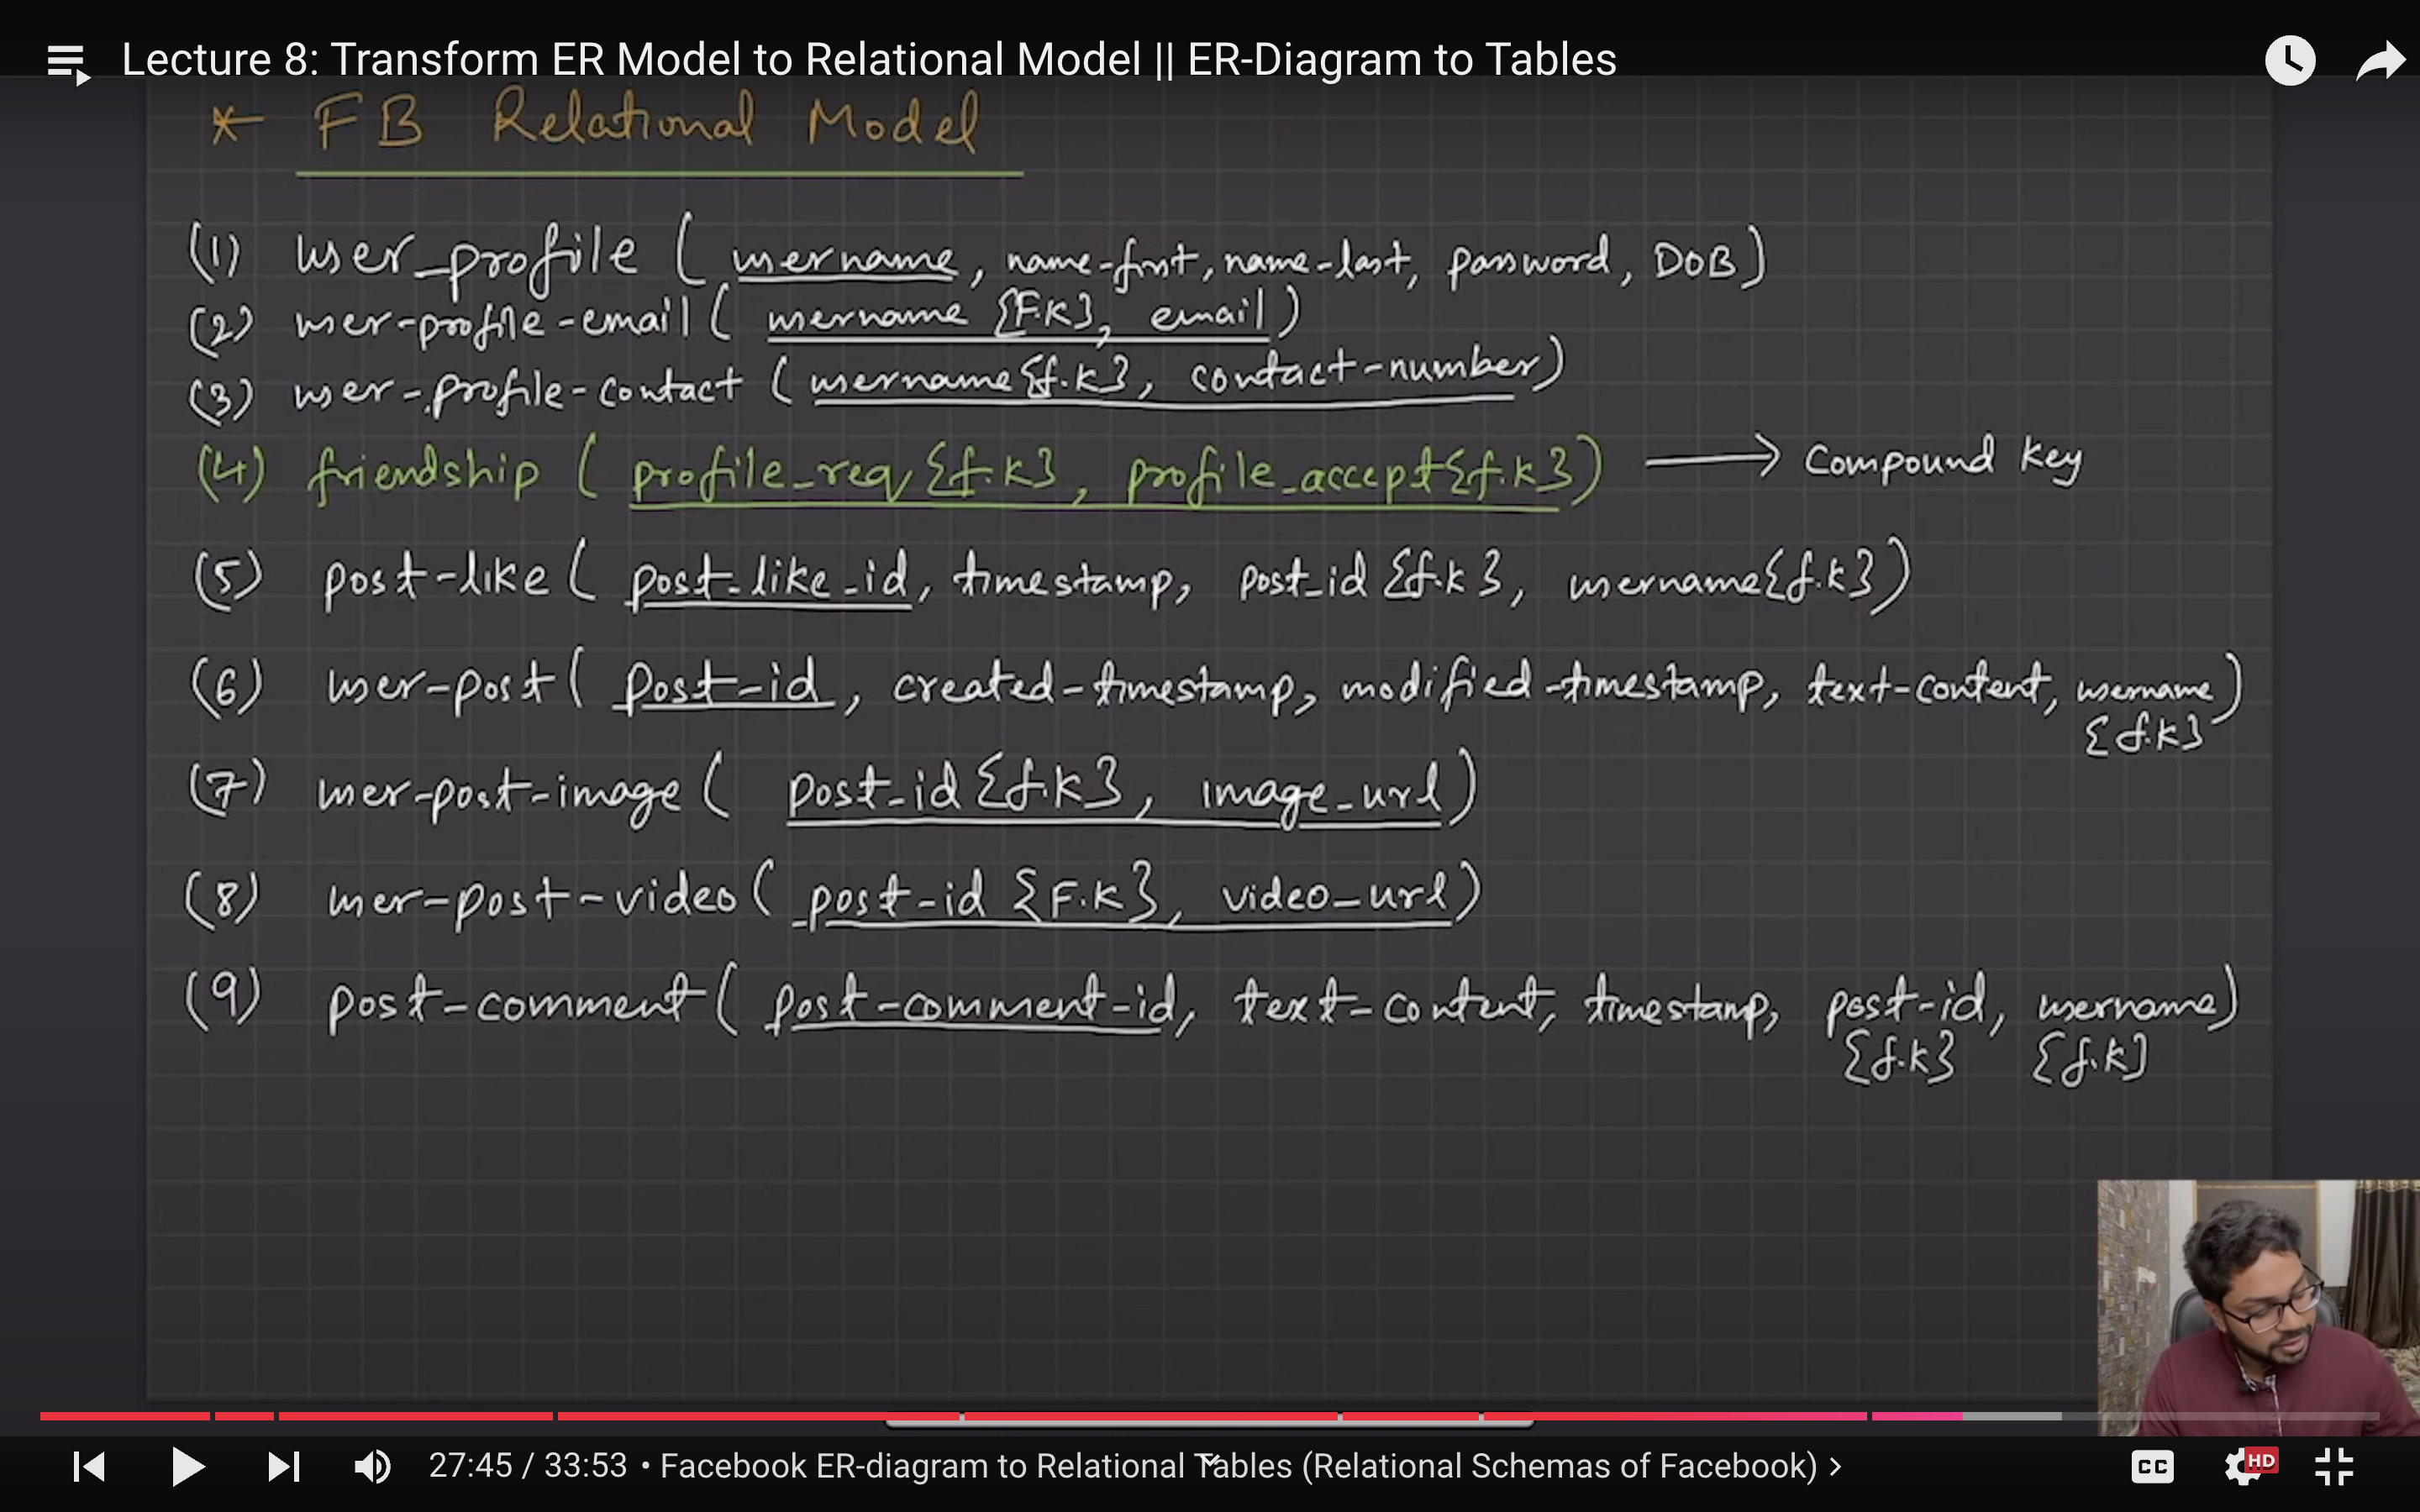 Lecture 8: Transform ER Model to Relational Model || ER-Diagram to Tables
* FB Relational Model
(1) user_profile ( username, name-first, name-last, password, DOB)
(2) user-profile-email ( username {F.K}, email)
(3) user-profile-contact ( username {f.k}, contact-number)
(4) friendship ( profile_req {f.k}, profile_accept {f.k}) → Compound key
(5) post-like ( post_like_id, timestamp, post_id {f.k}, username {f.k})
(6) user-post ( post-id, created-timestamp, modified-timestamp, text-content, username)
{f.k}
(7) user-post-image ( post_id {f.k}, image_url)
(8) user-post-video ( post-id {F.K}, video_url)
(9) post-comment ( post-comment-id, text-content, timestamp, post-id, username)
{f.k} {f.k}
27:45 / 33:53 • Facebook ER-diagram to Relational Tables (Relational Schemas of Facebook) >
CC
HD